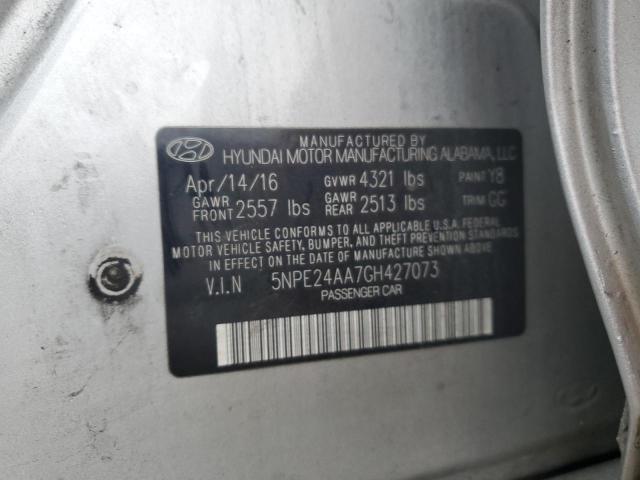 MANUFACTURED BY
HYUNDAI MOTOR MANUFACTURING ALABAMA, LLC
Apr/14/16 GVWR 4321 lbs PAINT Y8
GAWR FRONT 2557 lbs GAWR REAR 2513 lbs TRIM GG
THIS VEHICLE CONFORMS TO ALL APPLICABLE U.S.A. FEDERAL
MOTOR VEHICLE SAFETY, BUMPER, AND THEFT PREVENTION STANDARDS
IN EFFECT ON THE DATE OF MANUFACTURE SHOWN ABOVE.
V.I.N 5NPE24AA7GH427073
PASSENGER CAR